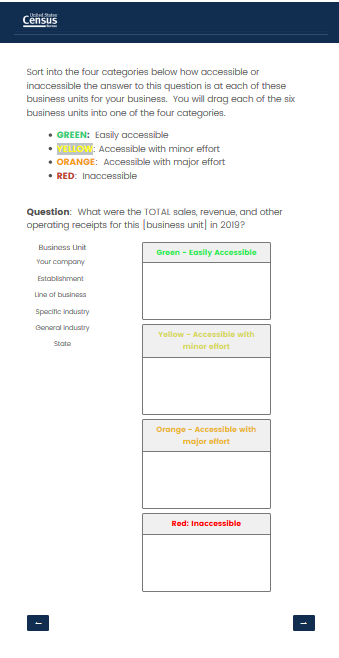 United States
Census
Bureau
Sort into the four categories below how accessible or
inaccessible the answer to this question is at each of these
business units for your business. You will drag each of the six
business units into one of the four categories.
• GREEN: Easily accessible
• YELLOW: Accessible with minor effort
• ORANGE: Accessible with major effort
• RED: Inaccessible
Question: What were the TOTAL sales, revenue, and other
operating receipts for this [business unit] in 2019?
Business Unit
Your company
Establishment
Line of business
Specific industry
General industry
State
Green - Easily Accessible
Yellow - Accessible with
minor effort
Orange - Accessible with
major effort
Red: Inaccessible
←
→